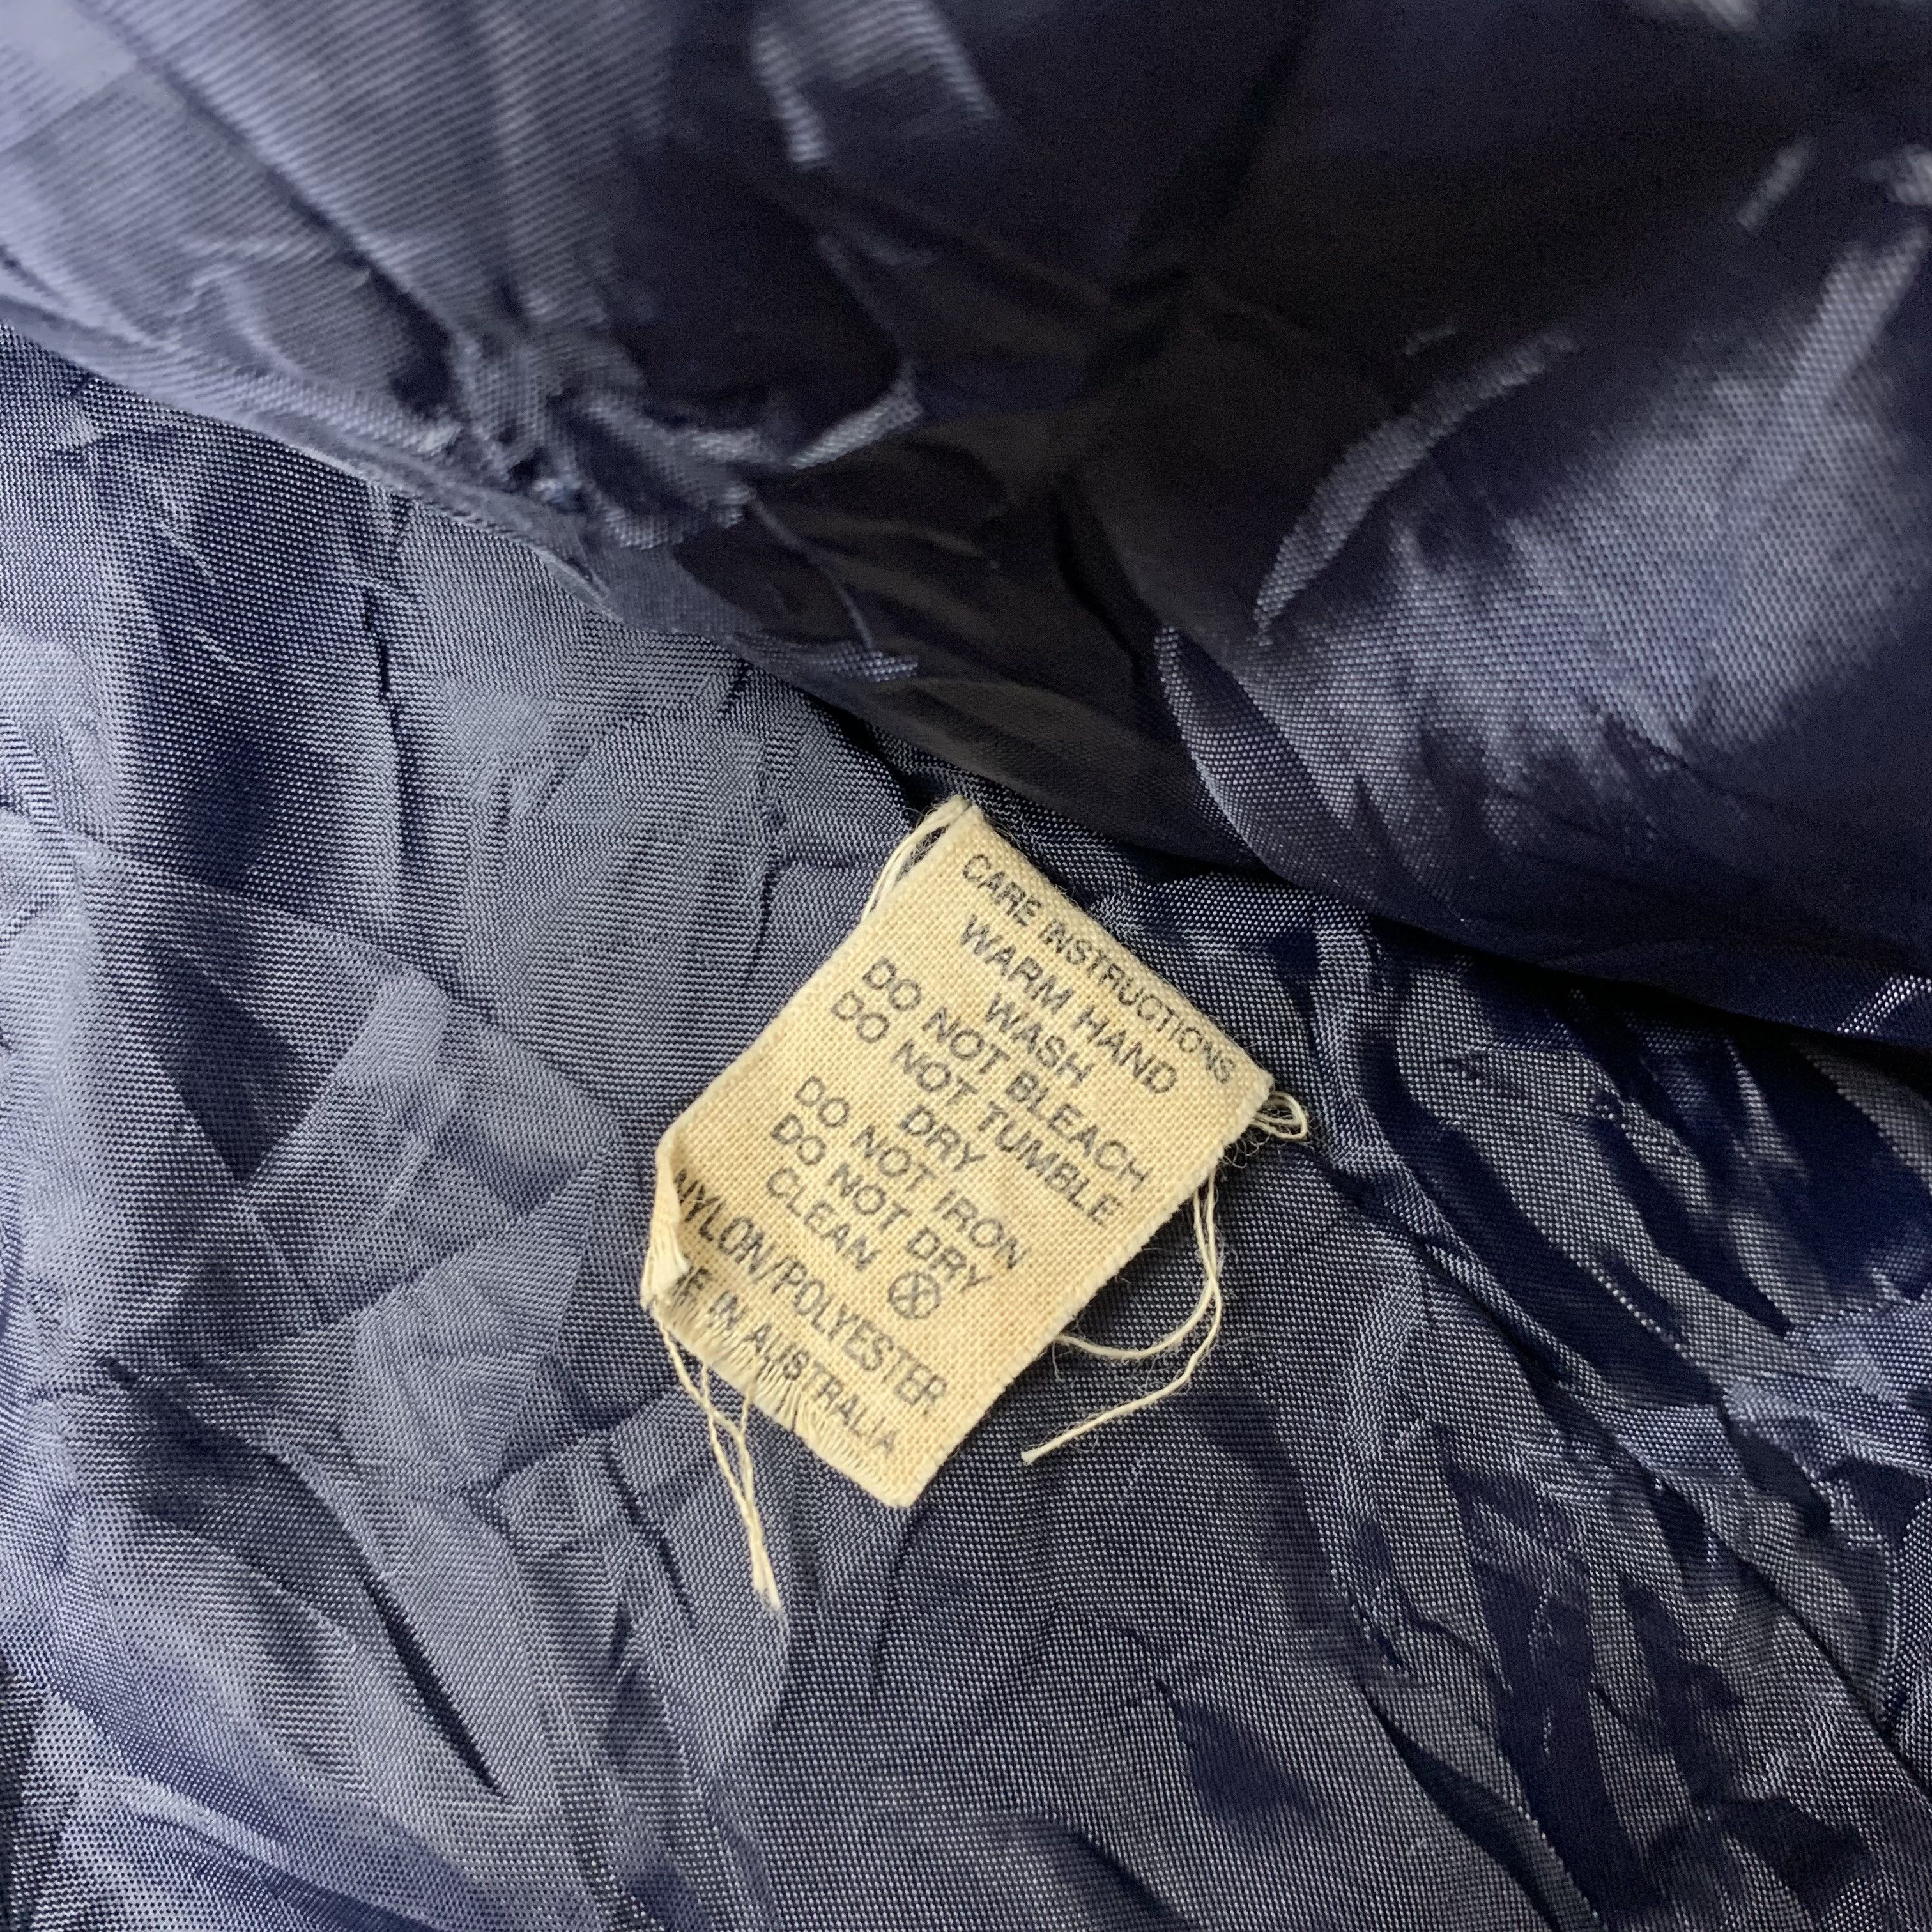 CARE INSTRUCTIONS
WARM HAND
WASH
DO NOT BLEACH
DO NOT TUMBLE
DRY
DO NOT IRON
DO NOT DRY
CLEAN
NYLON/POLYESTER
IN AUSTRALIA